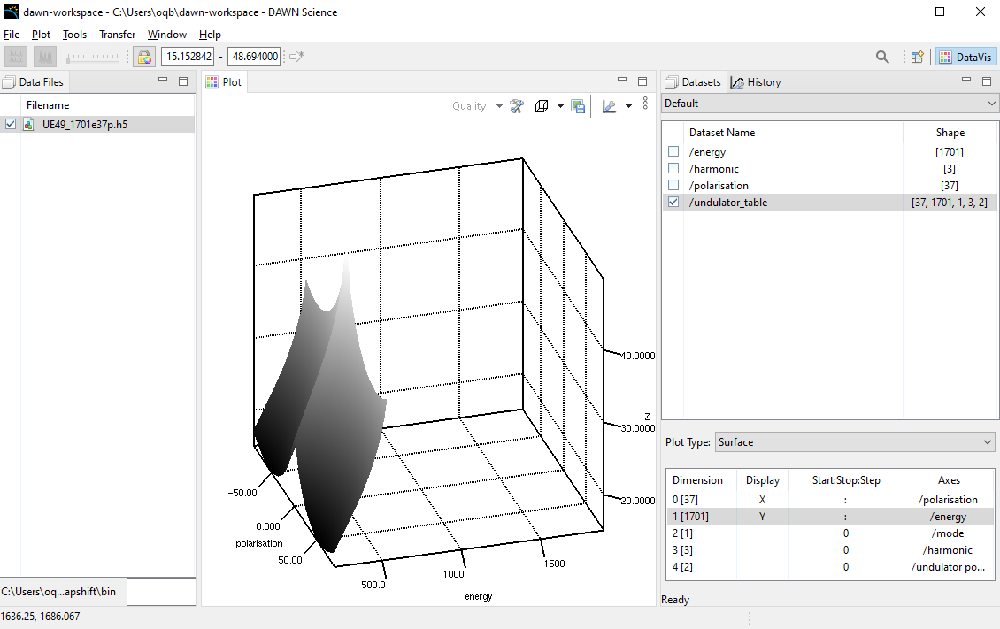 dawn-workspace - C:\Users\oqb\dawn-workspace - DAWN Science
File Plot Tools Transfer Window Help
15.152842 - 48.694000
DataVis
Data Files
Filename
UE49_1701e37p.h5
C:\Users\oq...apshift\bin
1636.25, 1686.067
Plot
Quality
40.0000
Z
30.0000
20.0000
−50.00
0.000
polarisation
50.00
500.0
1000
1500
energy
Datasets History
Default
Dataset Name Shape
/energy [1701]
/harmonic [3]
/polarisation [37]
/undulator_table [37, 1701, 1, 3, 2]
Plot Type: Surface
Dimension Display Start:Stop:Step Axes
0 [37] X : /polarisation
1 [1701] Y : /energy
2 [1] 0 /mode
3 [3] 0 /harmonic
4 [2] 0 /undulator po...
Ready